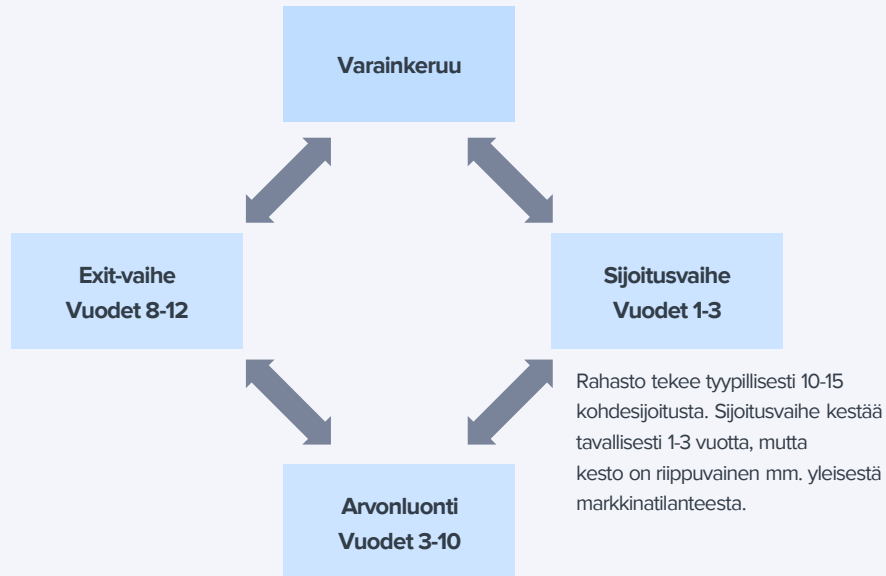 Varainkeruu
Exit-vaihe
Vuodet 8-12
Sijoitusvaihe
Vuodet 1-3
Rahasto tekee tyypillisesti 10-15
kohdesijoitusta. Sijoitusvaihe kestää
tavallisesti 1-3 vuotta, mutta
kesto on riippuvainen mm. yleisestä
markkinatilanteesta.
Arvonluonti
Vuodet 3-10